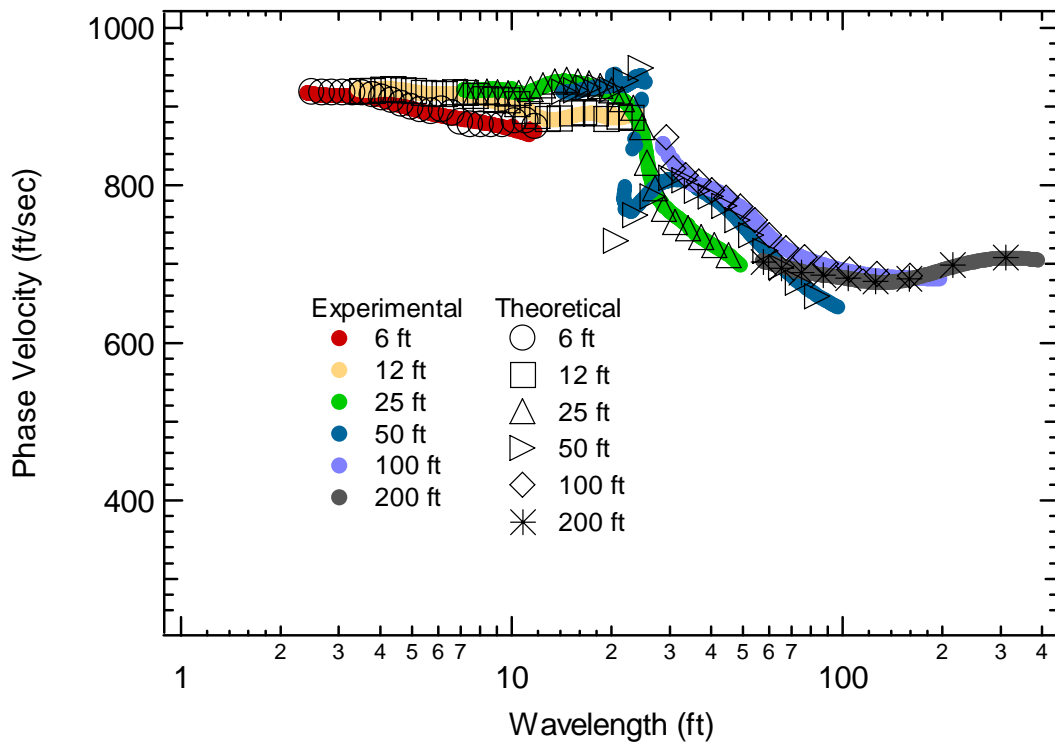 1000
800
600
400
Phase Velocity (ft/sec)
Experimental Theoretical
6 ft 6 ft
12 ft 12 ft
25 ft 25 ft
50 ft 50 ft
100 ft 100 ft
200 ft 200 ft
2 3 4 5 6 7 2 3 4 5 6 7 2 3 4
1 10 100
Wavelength (ft)